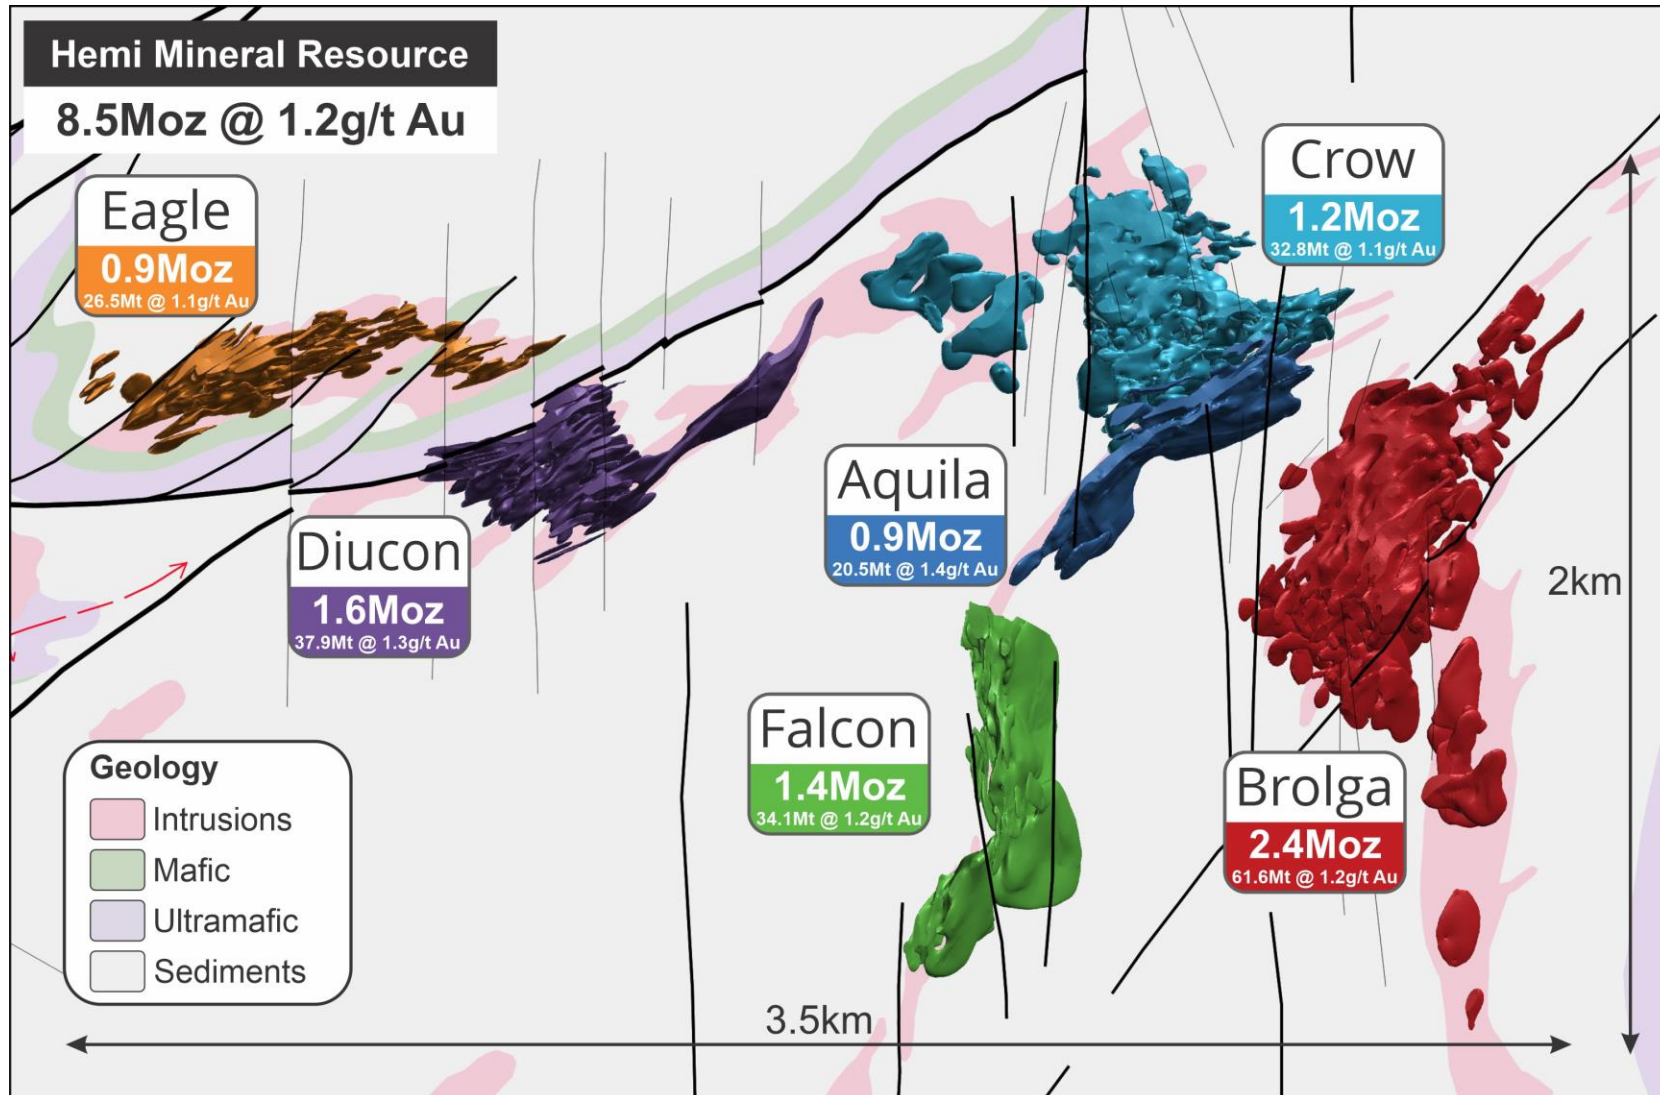 Hemi Mineral Resource
8.5Moz @ 1.2g/t Au
Eagle
0.9Moz
26.5Mt @ 1.1g/t Au
Crow
1.2Moz
32.8Mt @ 1.1g/t Au
Diucon
1.6Moz
37.9Mt @ 1.3g/t Au
Aquila
0.9Moz
20.5Mt @ 1.4g/t Au
2km
Falcon
1.4Moz
34.1Mt @ 1.2g/t Au
Brolga
2.4Moz
61.6Mt @ 1.2g/t Au
Geology
Intrusions
Mafic
Ultramafic
Sediments
3.5km